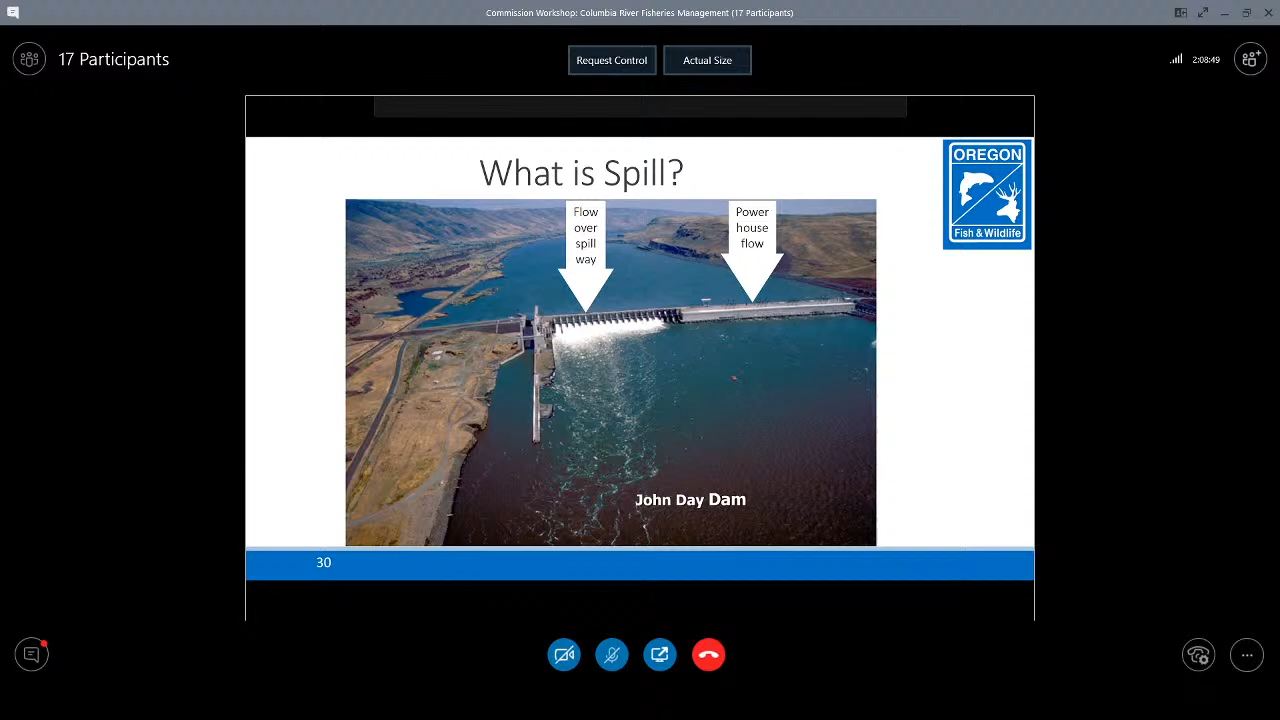 Commission Workshop: Columbia River Fisheries Management (17 Participants)
17 Participants
Request Control
Actual Size
2:08:49
What is Spill?
OREGON
Fish & Wildlife
Flow
over
spill
way
Power
house
flow
John Day Dam
30